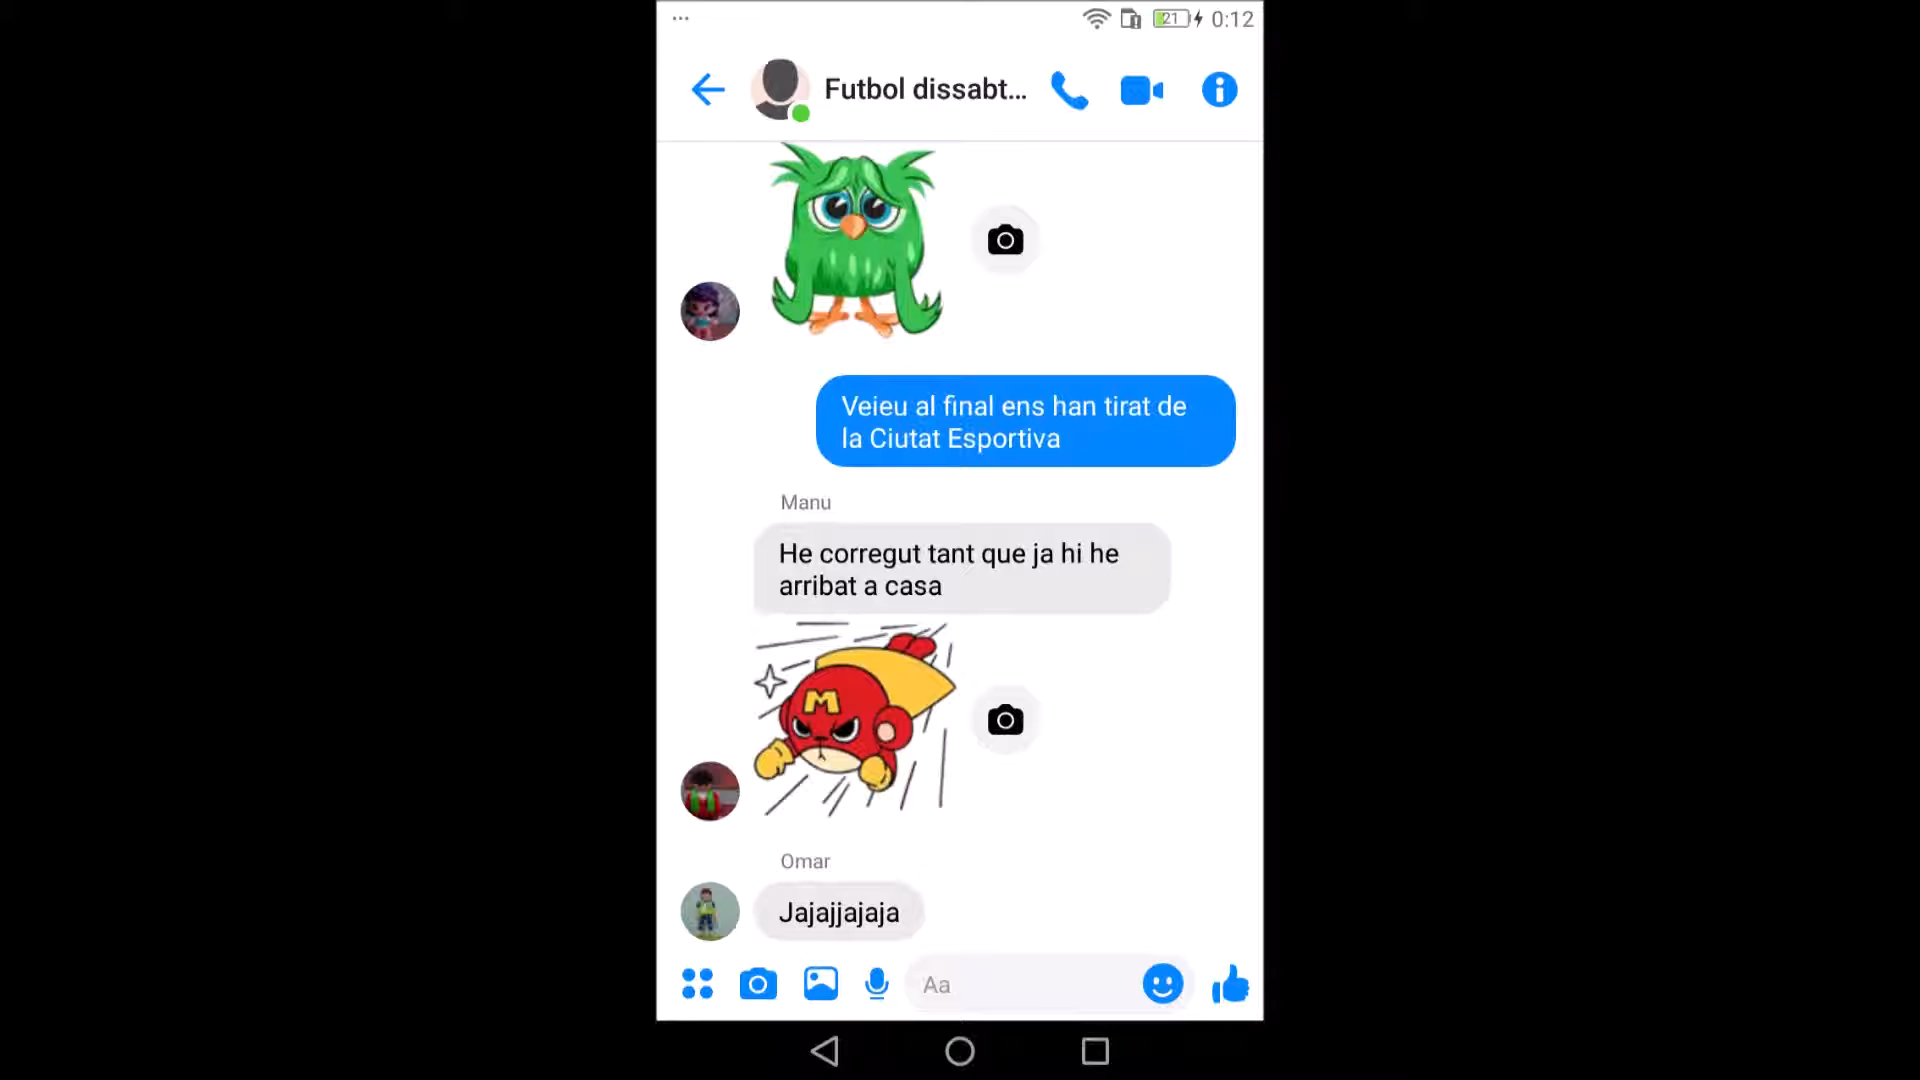 ...
21
0:12
Futbol dissabt...
Veieu al final ens han tirat de
la Ciutat Esportiva
Manu
He corregut tant que ja hi he
arribat a casa
M
Omar
Jajajjajaja
Aa